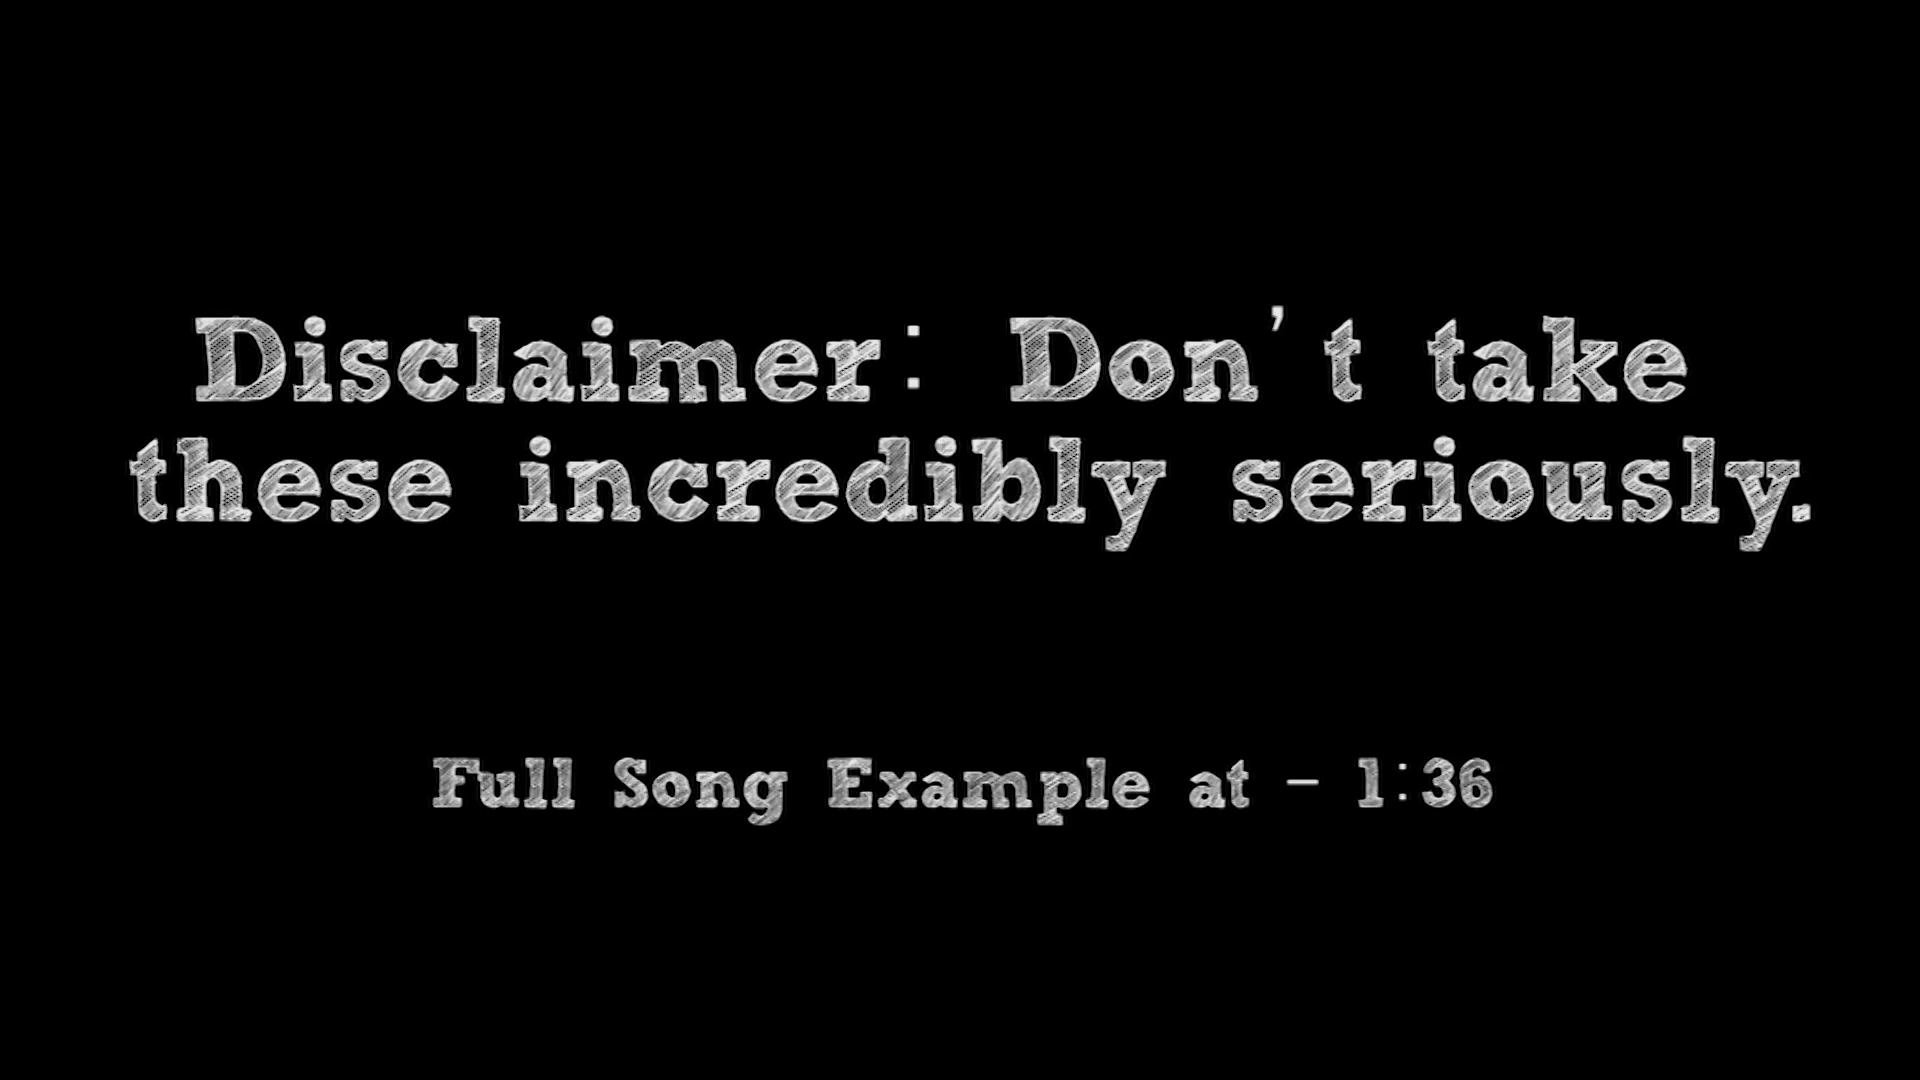 Disclaimer: Don't take
these incredibly seriously.
Full Song Example at - 1:36